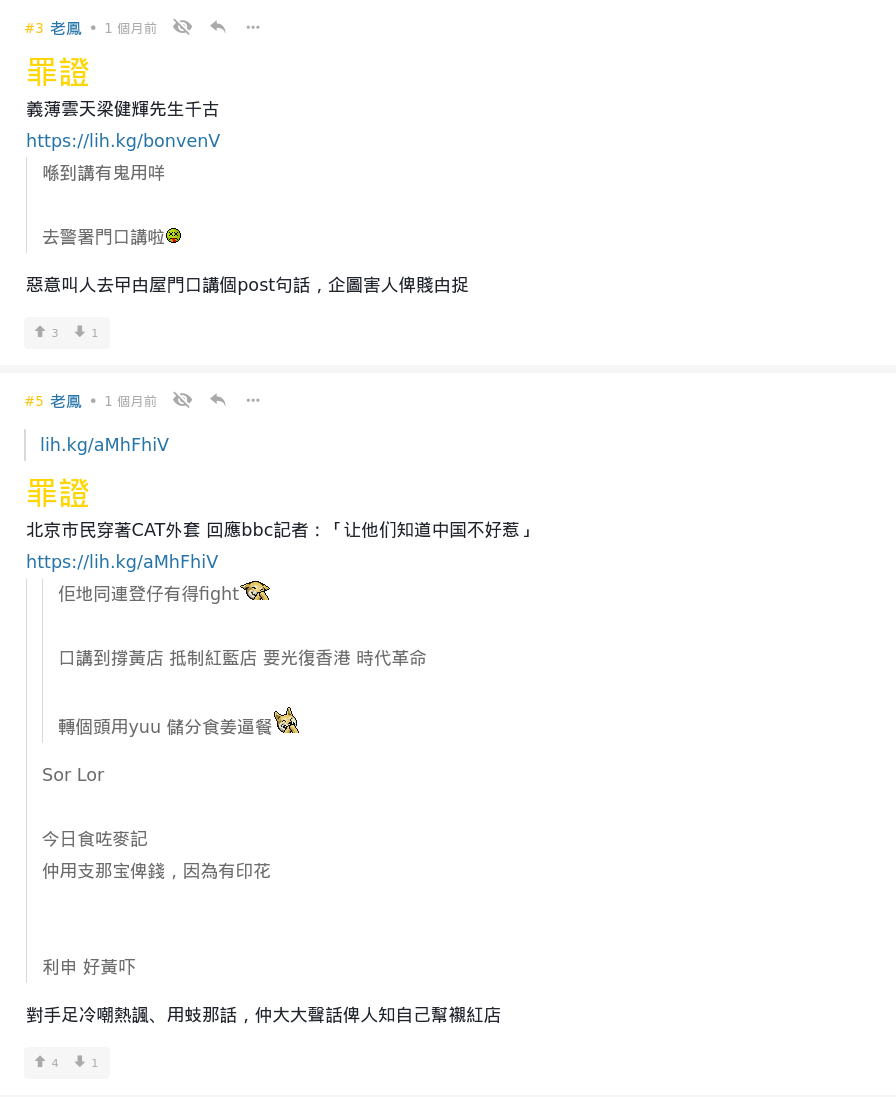 #3 老鳳 • 1 個月前
罪證
義薄雲天梁健輝先生千古
https://lih.kg/bonvenV
喺到講有鬼用咩
去警署門口講啦
惡意叫人去曱甴屋門口講個post句話，企圖害人俾賤甴捉
3 1
#5 老鳳 • 1 個月前
lih.kg/aMhFhiV
罪證
北京市民穿著CAT外套 回應bbc記者：「让他们知道中国不好惹」
https://lih.kg/aMhFhiV
佢地同連登仔有得fight
口講到撐黃店 抵制紅藍店 要光復香港 時代革命
轉個頭用yuu 儲分食姜逼餐
Sor Lor
今日食咗麥記
仲用支那宝俾錢，因為有印花
利申 好黃吓
對手足冷嘲熱諷、用蚑那話，仲大大聲話俾人知自己幫襯紅店
4 1